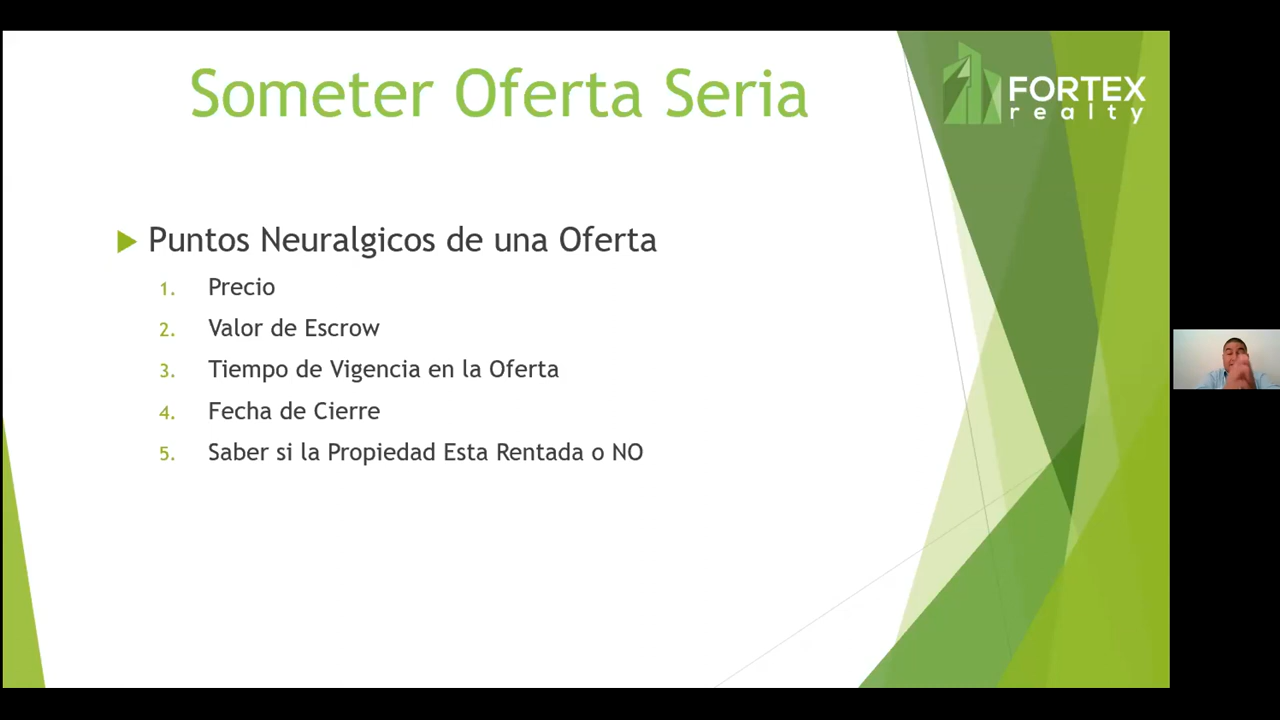 Someter Oferta Seria
FORTEX
realty
Puntos Neuralgicos de una Oferta
1. Precio
2. Valor de Escrow
3. Tiempo de Vigencia en la Oferta
4. Fecha de Cierre
5. Saber si la Propiedad Esta Rentada o NO